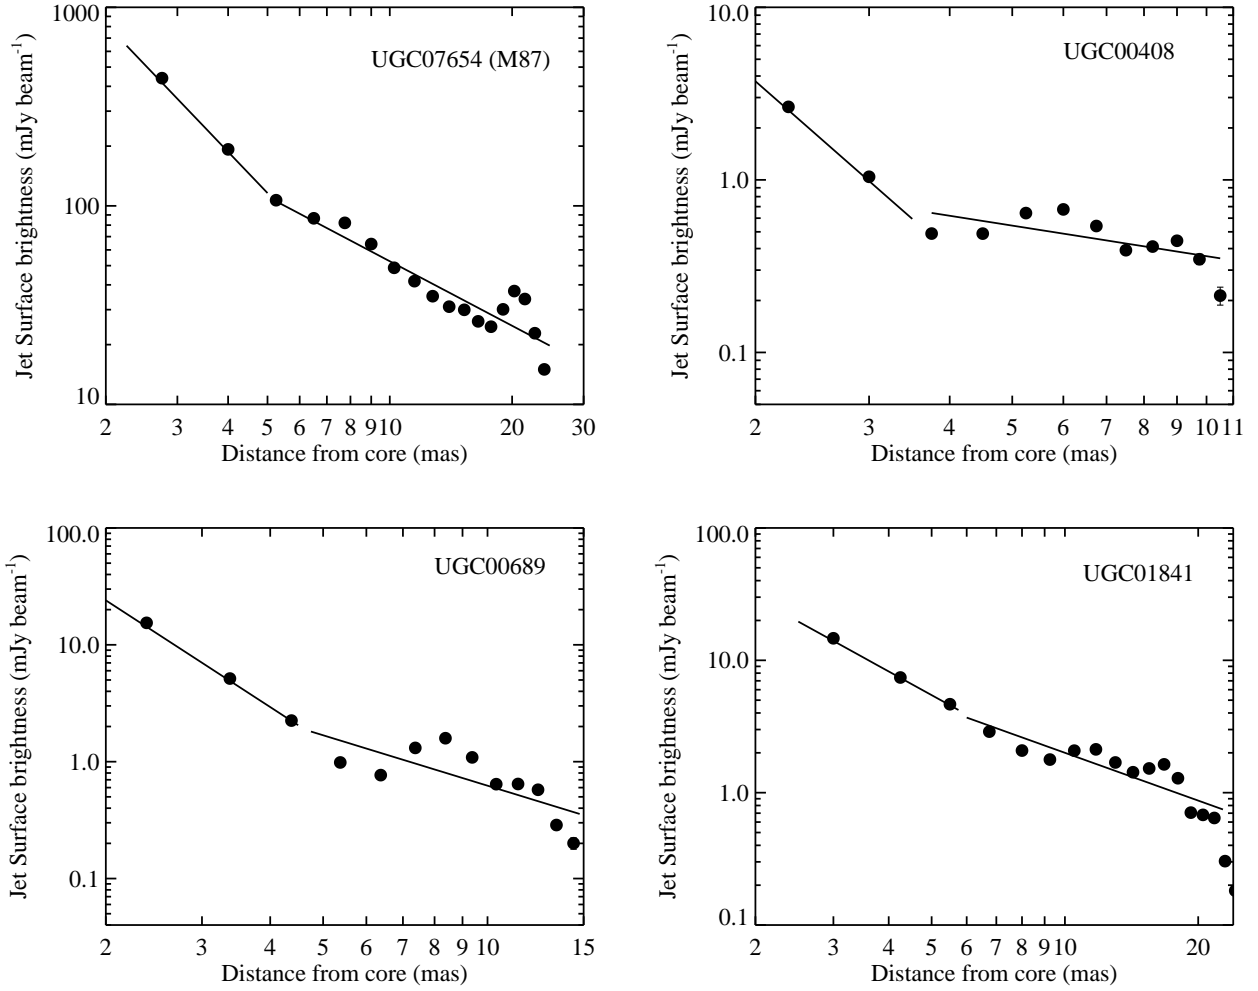 UGC07654 (M87)
Jet Surface brightness (mJy beam-1)
1000
100
10
2 3 4 5 6 7 8 9 10 20 30
Distance from core (mas)
UGC00408
Jet Surface brightness (mJy beam-1)
10.0
1.0
0.1
2 3 4 5 6 7 8 9 10 11
Distance from core (mas)
UGC00689
Jet Surface brightness (mJy beam-1)
100.0
10.0
1.0
0.1
2 3 4 5 6 7 8 9 10 15
Distance from core (mas)
UGC01841
Jet Surface brightness (mJy beam-1)
100.0
10.0
1.0
0.1
2 3 4 5 6 7 8 9 10 20
Distance from core (mas)